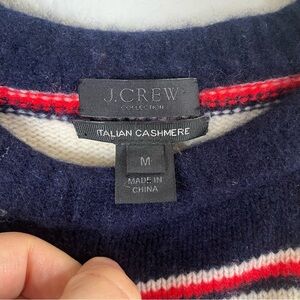 J.CREW
COLLECTION
ITALIAN CASHMERE
M
MADE IN
CHINA